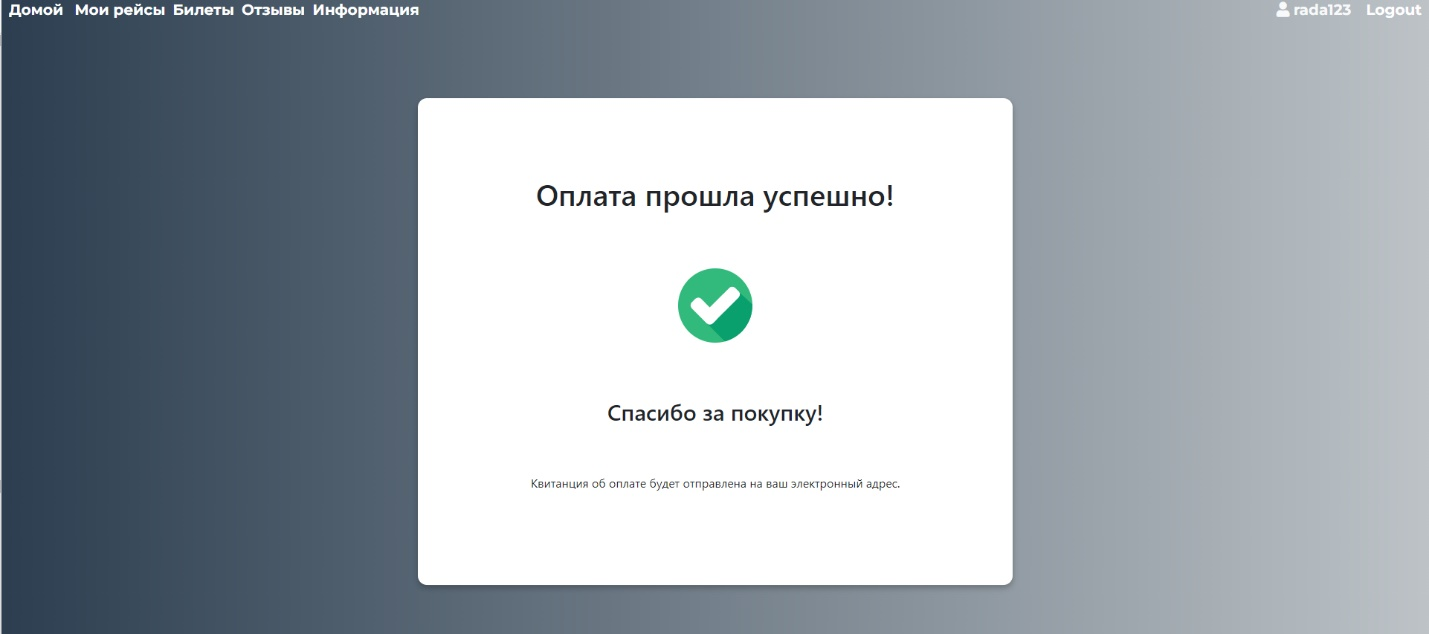 Домой Мои рейсы Билеты Отзывы Информация rada123 Logout
Оплата прошла успешно!
Спасибо за покупку!
Квитанция об оплате будет отправлена на ваш электронный адрес.